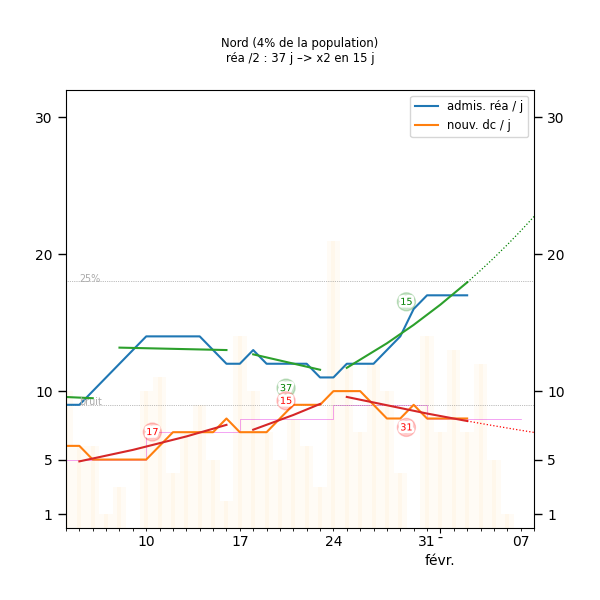 Nord (4% de la population)
réa /2 : 37 j –> x2 en 15 j
admis. réa / j
nouv. dc / j
30 30
20 20
10 10
5 5
1 1
25%
bruit
15
37
15
17
31
10 17 24 31 - 07
févr.